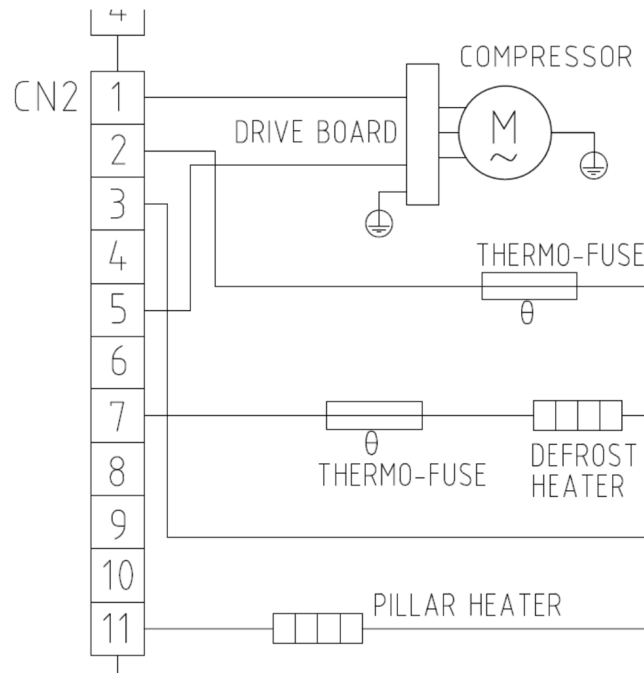 4
COMPRESSOR
CN2
1
M
~
DRIVE BOARD
2
3
THERMO-FUSE
4
θ
5
6
7
θ
THERMO-FUSE
DEFROST
HEATER
8
9
10
PILLAR HEATER
11